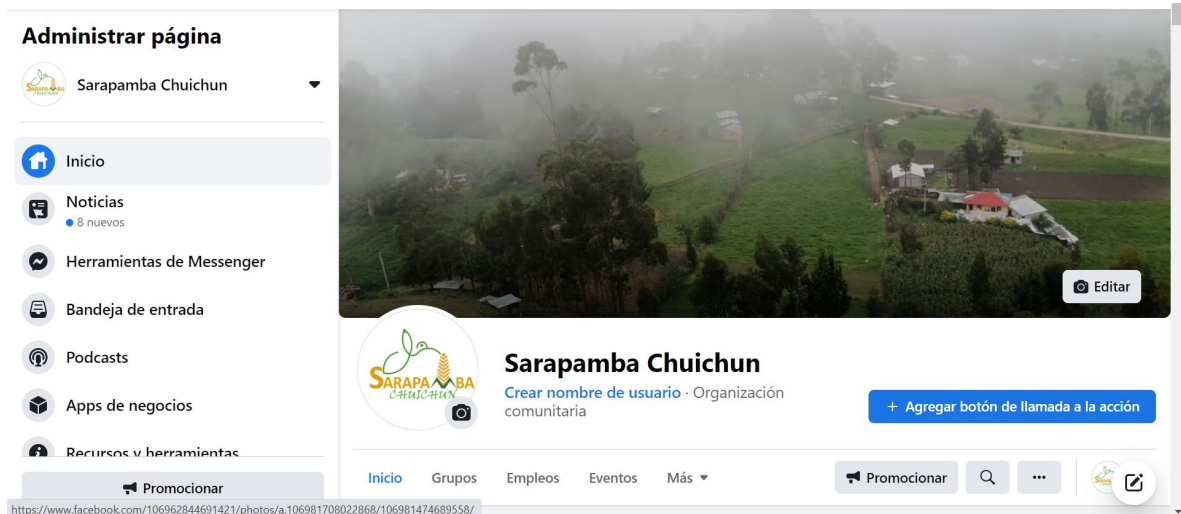 Administrar página
Sarapamba Chuichun
Inicio
Noticias
8 nuevos
Herramientas de Messenger
Bandeja de entrada
Podcasts
Apps de negocios
Recursos y herramientas
Promocionar
https://www.facebook.com/106962844691421/photos/a.106981708022868/106981474689558/
Editar
SARAPAMBA
CHUICHUN
Sarapamba Chuichun
Crear nombre de usuario · Organización
comunitaria
+ Agregar botón de llamada a la acción
Inicio Grupos Empleos Eventos Más
Promocionar